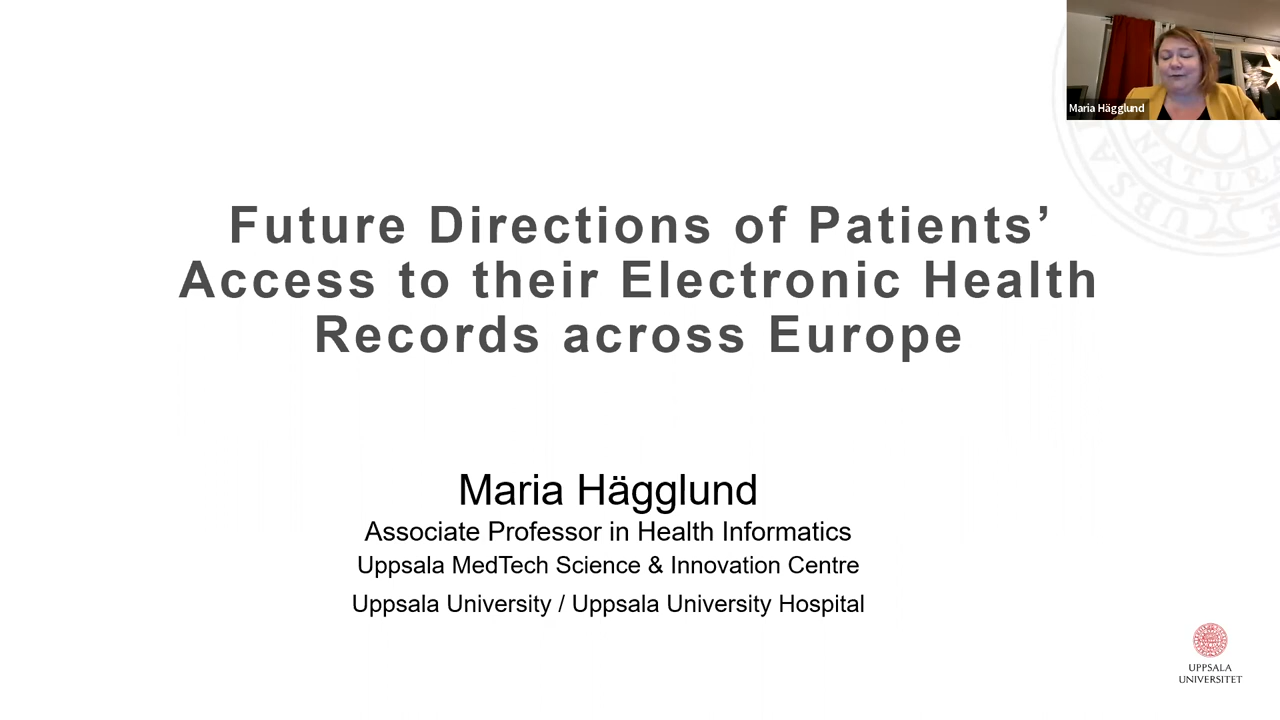 Maria Hägglund
Future Directions of Patients’
Access to their Electronic Health
Records across Europe
Maria Hägglund
Associate Professor in Health Informatics
Uppsala MedTech Science & Innovation Centre
Uppsala University / Uppsala University Hospital
UPPSALA
UNIVERSITET